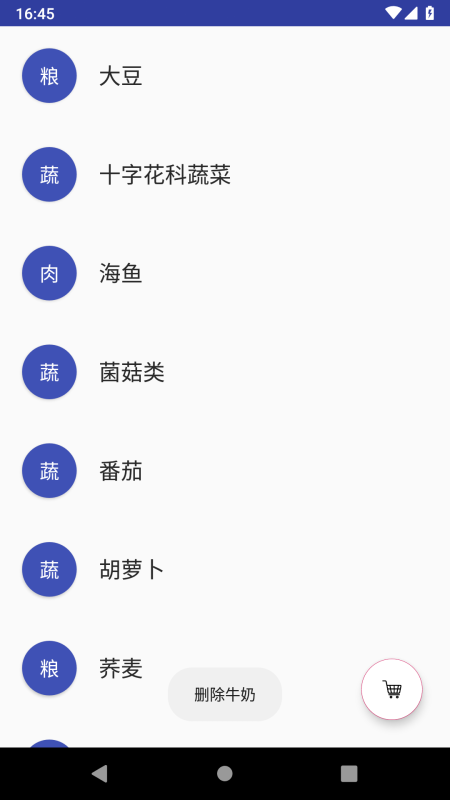 16:45
粮 大豆
蔬 十字花科蔬菜
肉 海鱼
蔬 菌菇类
蔬 番茄
蔬 胡萝卜
粮 荞麦
删除牛奶